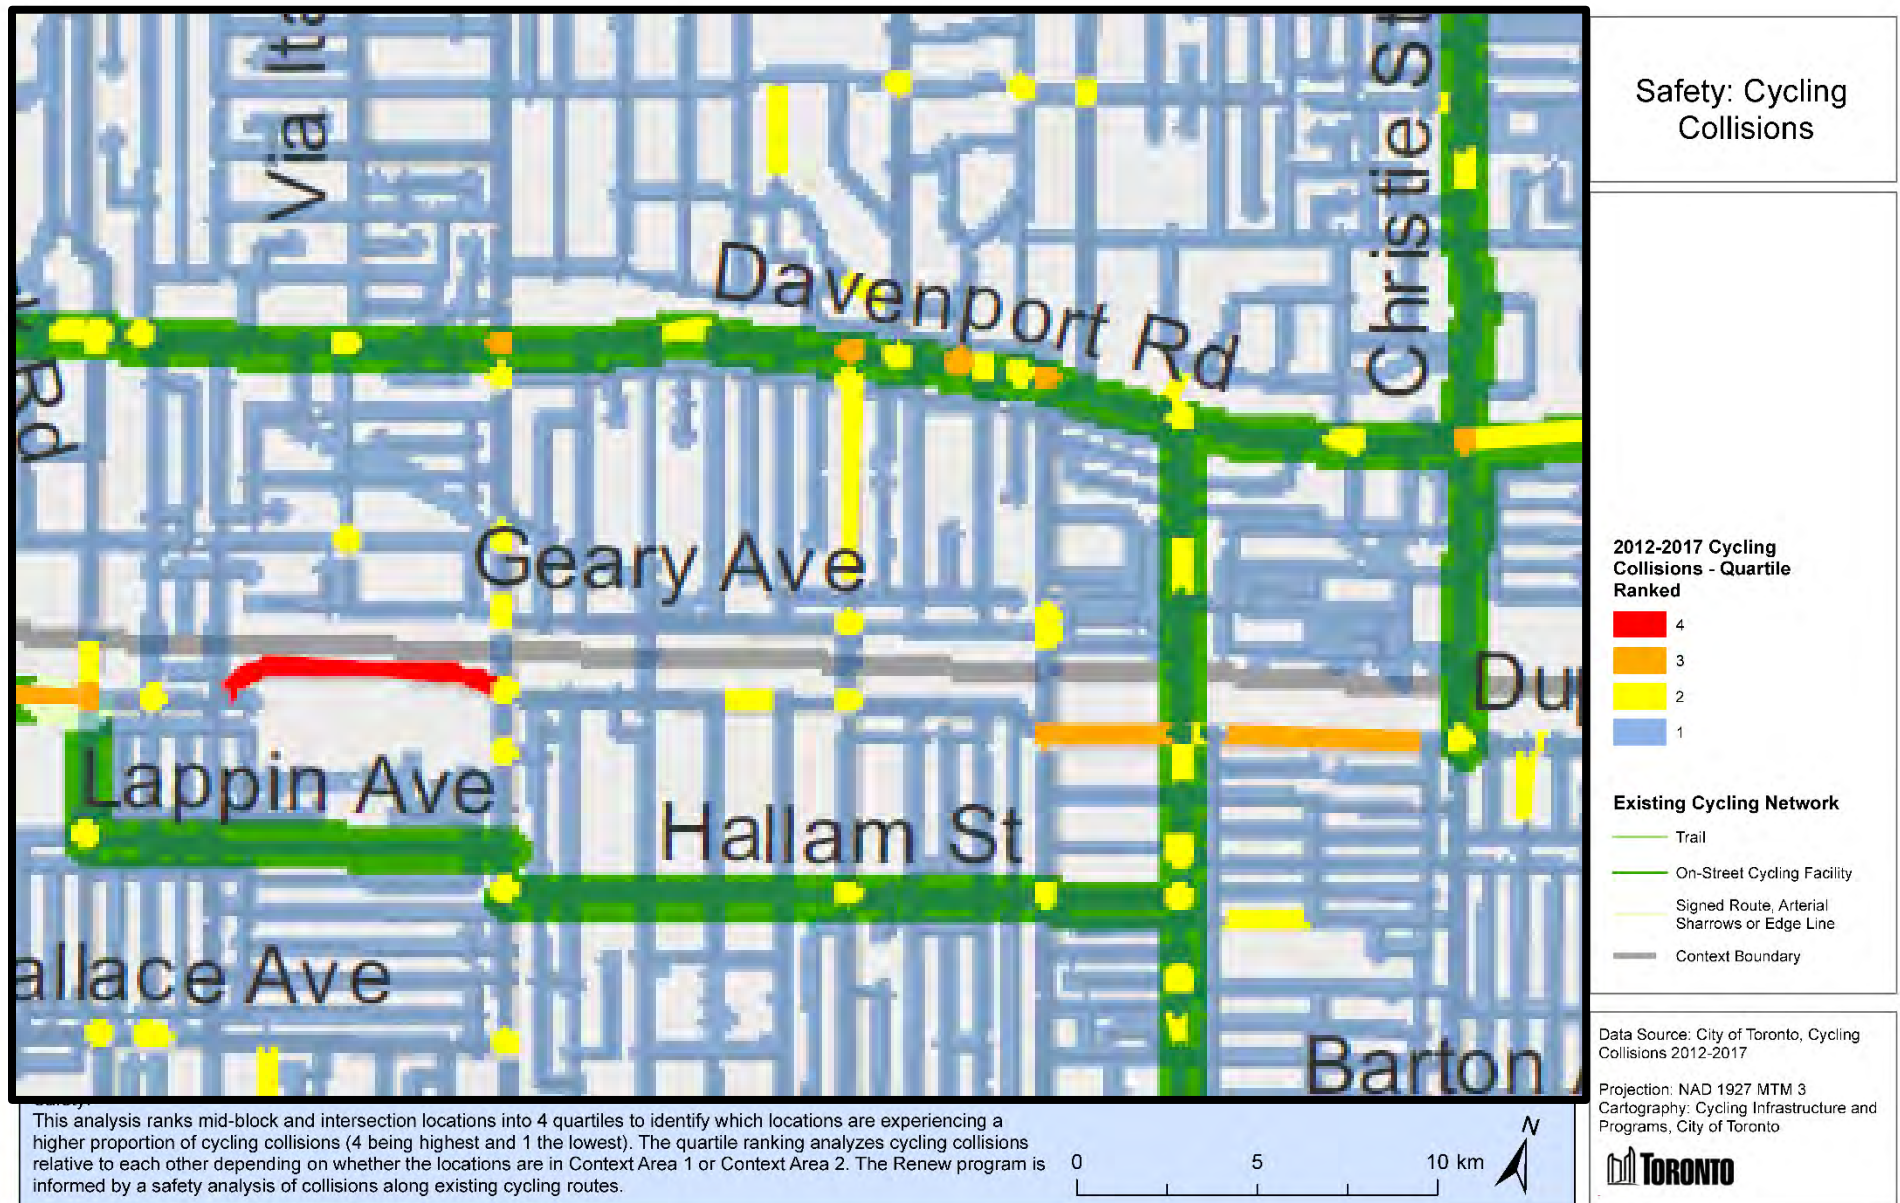 Via Ita
Christie St
Davenport Rd
Rd
Geary Ave
Du
Lappin Ave
Hallam St
allace Ave
Barton A
Safety: Cycling
Collisions
2012-2017 Cycling
Collisions - Quartile
Ranked
4
3
2
1
Existing Cycling Network
Trail
On-Street Cycling Facility
Signed Route, Arterial
Sharrows or Edge Line
Context Boundary
Data Source: City of Toronto, Cycling
Collisions 2012-2017
Projection: NAD 1927 MTM 3
Cartography: Cycling Infrastructure and
Programs, City of Toronto
TORONTO
This analysis ranks mid-block and intersection locations into 4 quartiles to identify which locations are experiencing a
higher proportion of cycling collisions (4 being highest and 1 the lowest). The quartile ranking analyzes cycling collisions
relative to each other depending on whether the locations are in Context Area 1 or Context Area 2. The Renew program is
informed by a safety analysis of collisions along existing cycling routes.
0 5 10 km
N